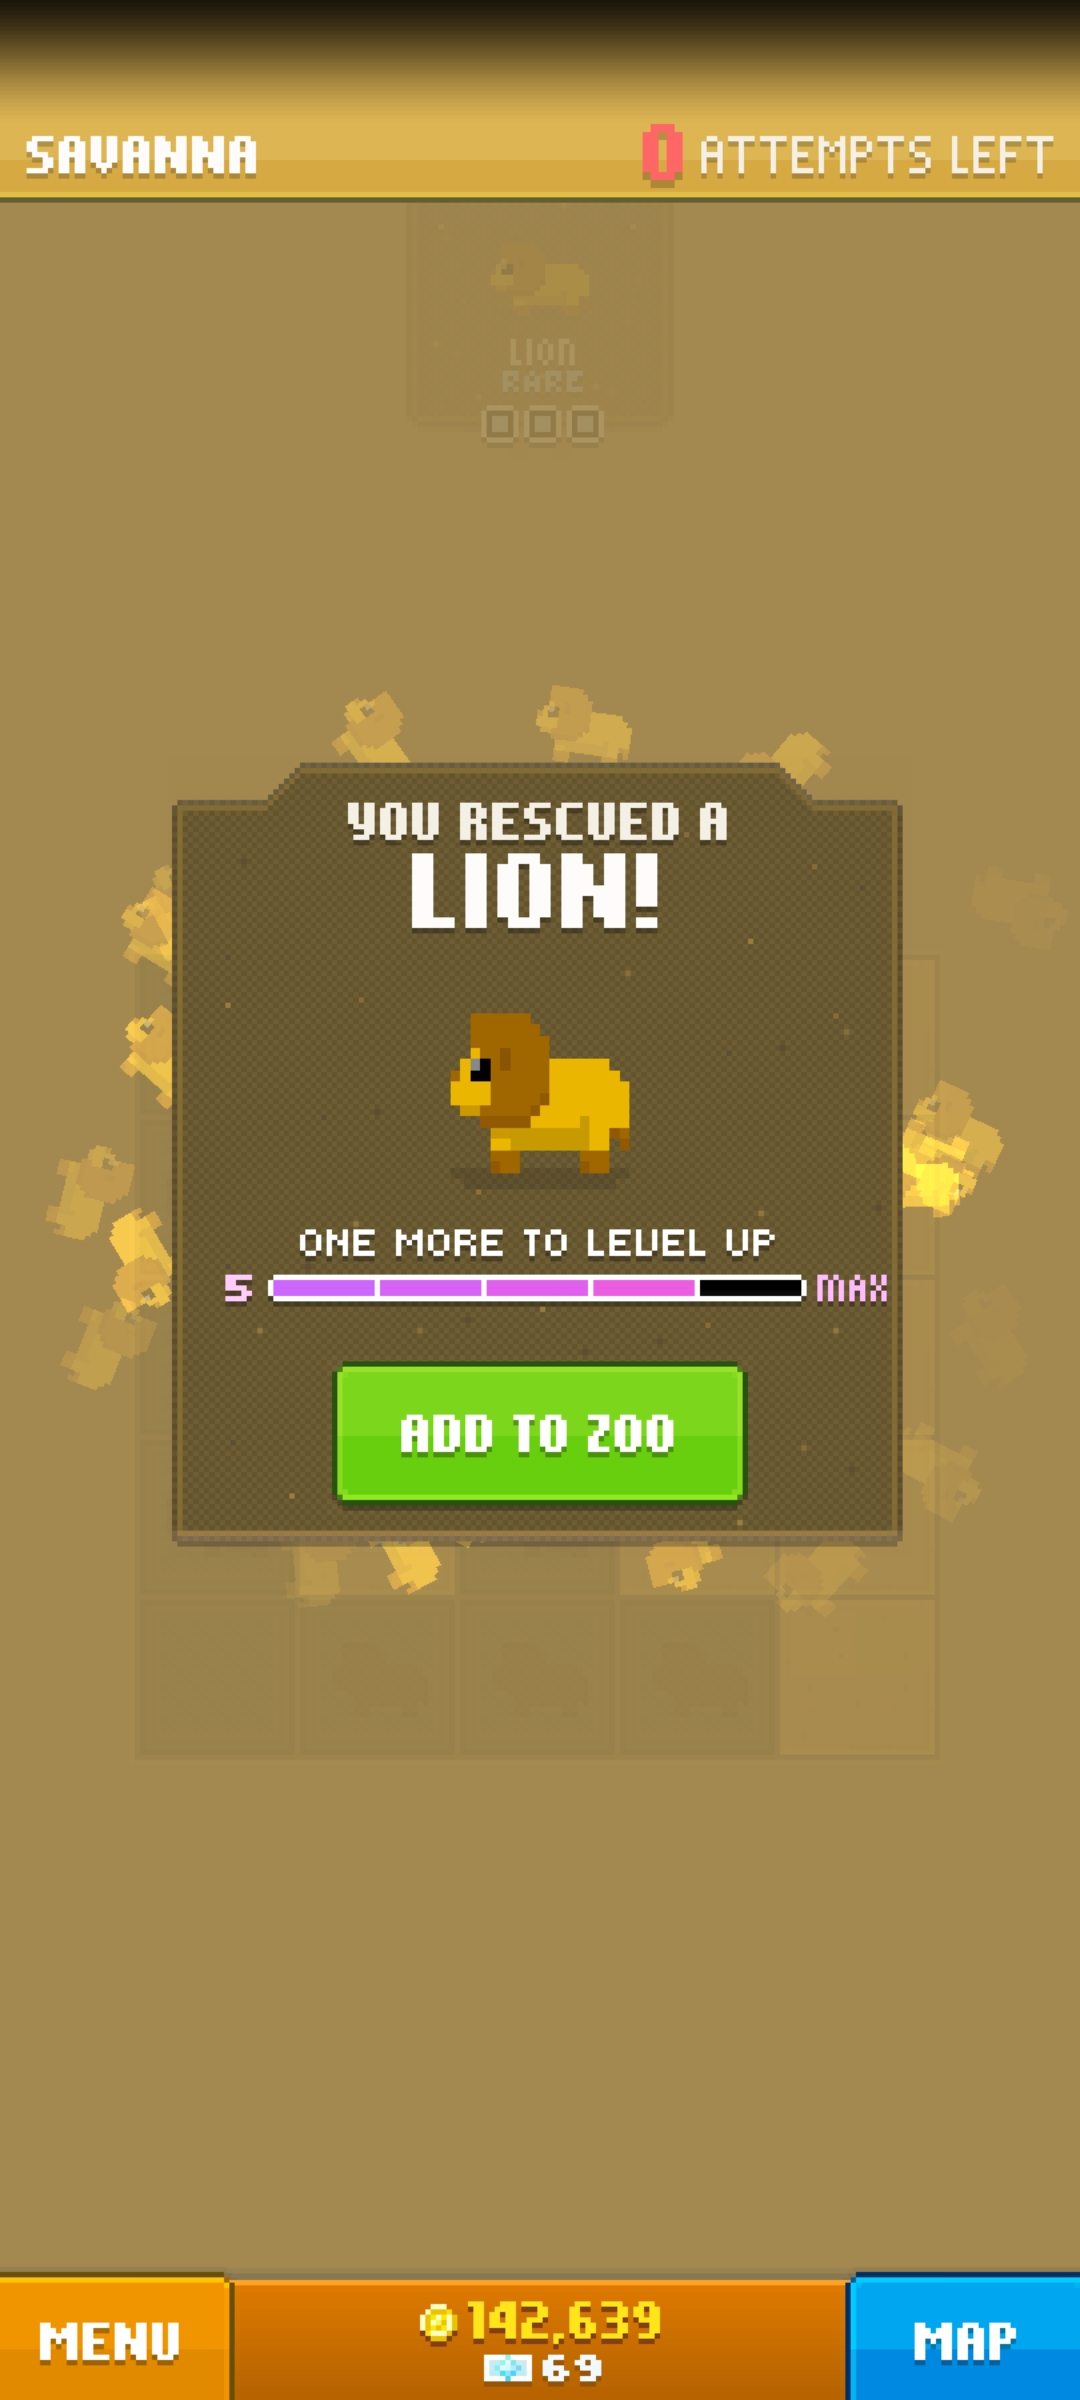 SAVANNA
0 ATTEMPTS LEFT
LION
RARE
YOU RESCUED A
LION!
ONE MORE TO LEVEL UP
5 MAX
ADD TO ZOO
MENU
142,639
69
MAP